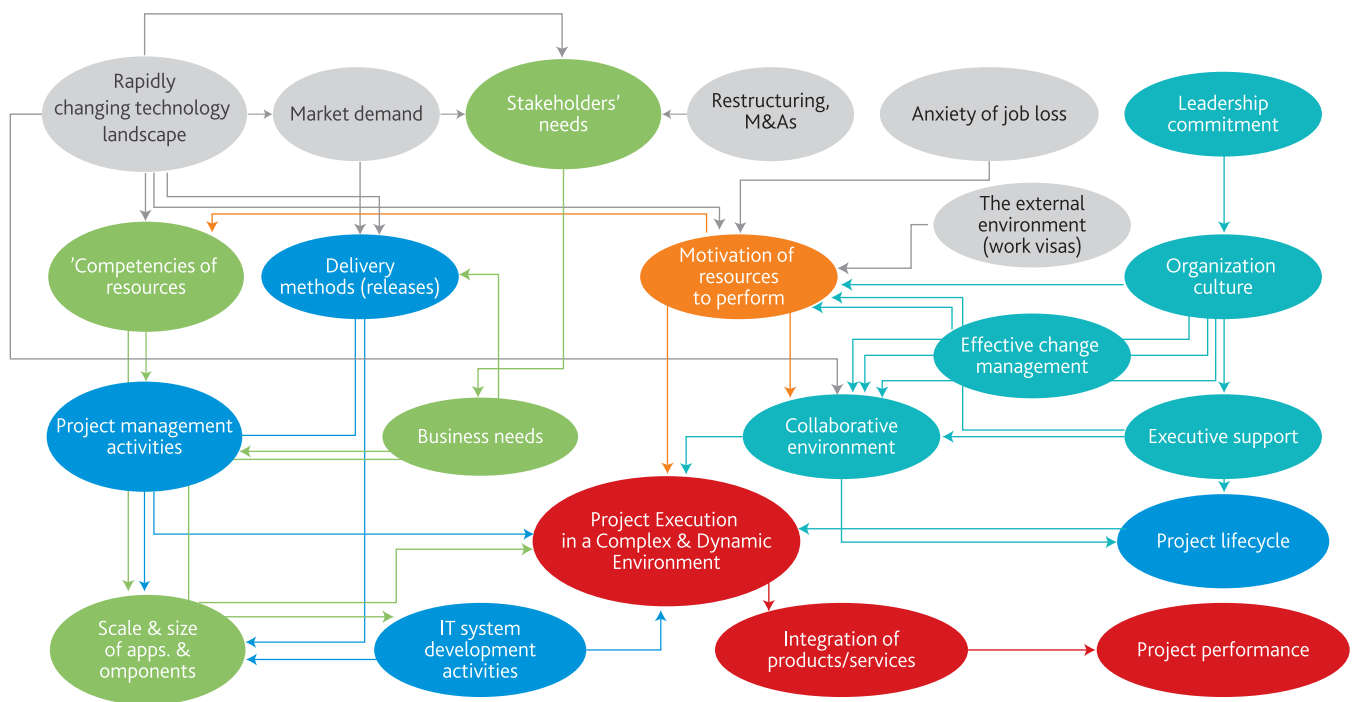 Rapidly
changing technology
landscape
Market demand
Stakeholders'
needs
Restructuring,
M&As
Anxiety of job loss
Leadership
commitment
The external
environment
(work visas)
'Competencies of
resources
Delivery
methods (releases)
Motivation of
resources
to perform
Organization
culture
Effective change
management
Project management
activities
Business needs
Collaborative
environment
Executive support
Project Execution
in a Complex & Dynamic
Environment
Project lifecycle
Scale & size
of apps. &
omponents
IT system
development
activities
Integration of
products/services
Project performance